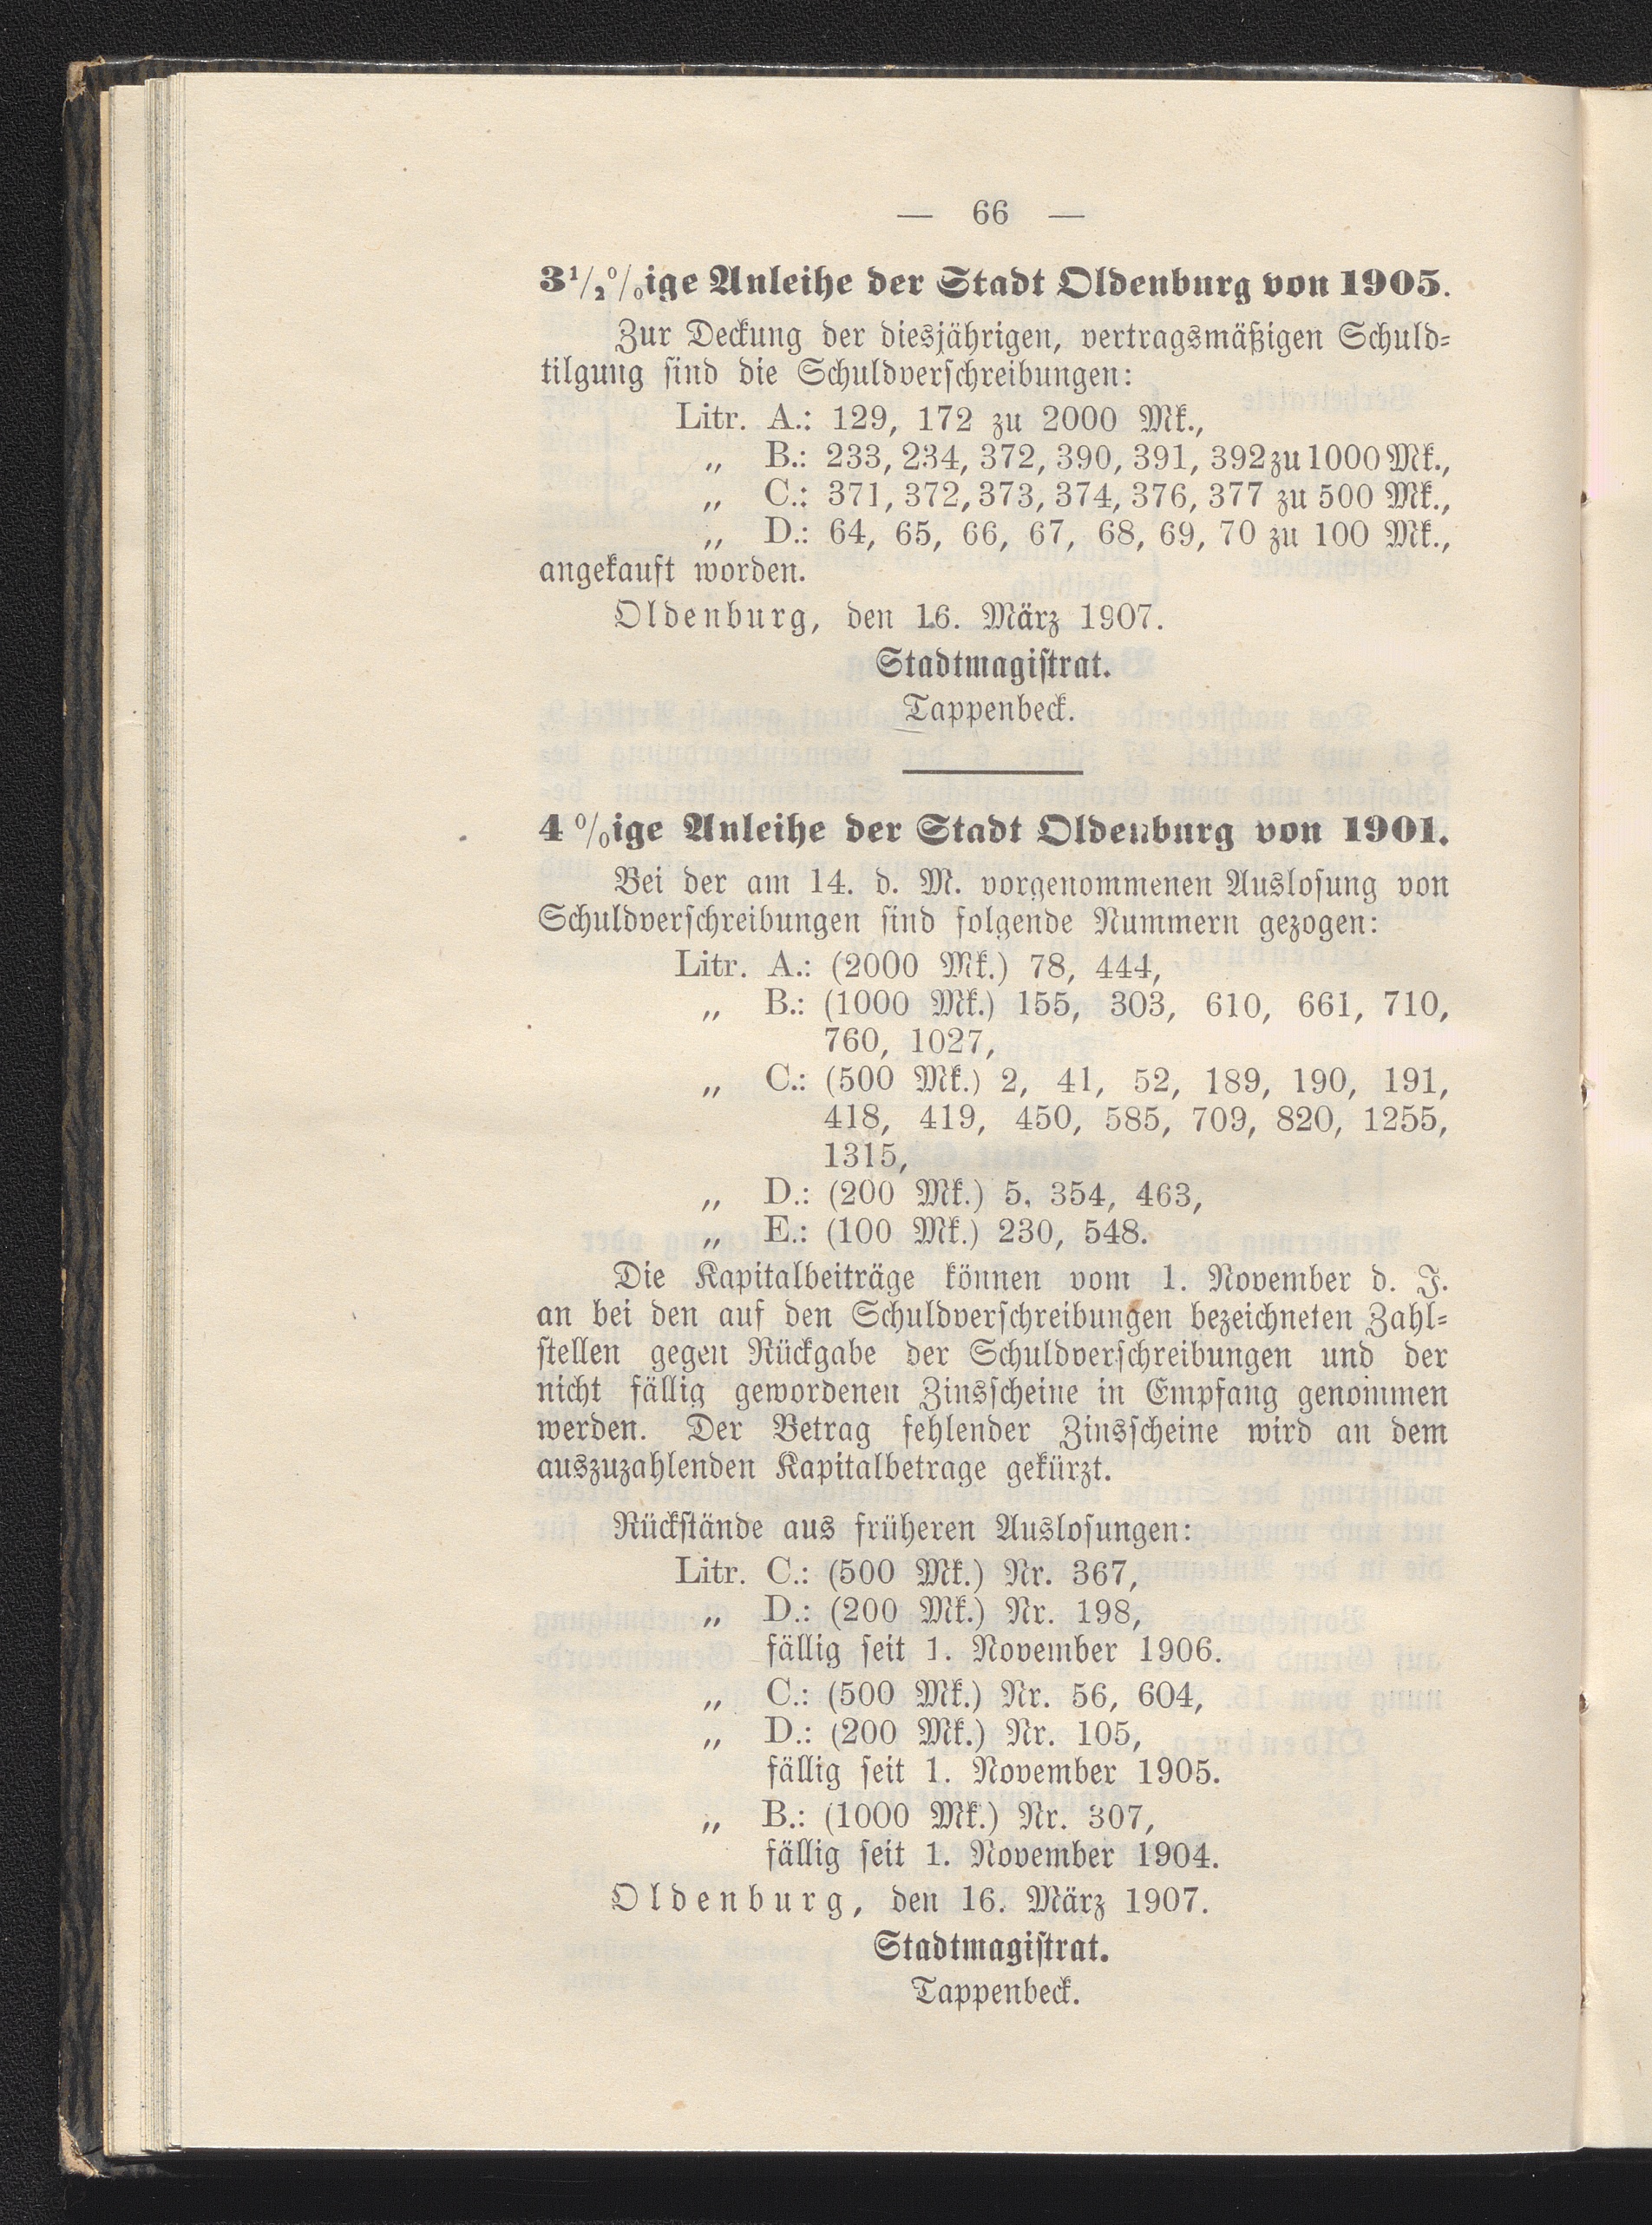 — 66 —
3½%ige Anleihe der Stadt Oldenburg von 1905.
Zur Deckung der diesjährigen, vertragsmäßigen Schuld-
tilgung sind die Schuldverschreibungen:
Litr. A.: 129, 172 zu 2000 Mk.,
„ B.: 233, 234, 372, 390, 391, 392 zu 1000 Mk.,
„ C.: 371, 372, 373, 374, 376, 377 zu 500 Mk.,
„ D.: 64, 65, 66, 67, 68, 69, 70 zu 100 Mk.,
angekauft worden.
Oldenburg, den 16. März 1907.
Stadtmagistrat.
Tappenbeck.
4 %ige Anleihe der Stadt Oldenburg von 1901.
Bei der am 14. d. M. vorgenommenen Auslosung von
Schuldverschreibungen sind folgende Nummern gezogen:
Litr. A.: (2000 Mk.) 78, 444,
„ B.: (1000 Mk.) 155, 303, 610, 661, 710,
760, 1027,
„ C.: (500 Mk.) 2, 41, 52, 189, 190, 191,
418, 419, 450, 585, 709, 820, 1255,
1315,
„ D.: (200 Mk.) 5, 354, 463,
„ E.: (100 Mk.) 230, 548.
Die Kapitalbeiträge können vom 1. November d. J.
an bei den auf den Schuldverschreibungen bezeichneten Zahl-
stellen gegen Rückgabe der Schuldverschreibungen und der
nicht fällig gewordenen Zinsscheine in Empfang genommen
werden. Der Betrag fehlender Zinsscheine wird an dem
auszuzahlenden Kapitalbetrage gekürzt.
Rückstände aus früheren Auslosungen:
Litr. C.: (500 Mk.) Nr. 367,
„ D.: (200 Mk.) Nr. 198,
fällig seit 1. November 1906.
„ C.: (500 Mk.) Nr. 56, 604,
„ D.: (200 Mk.) Nr. 105,
fällig seit 1. November 1905.
„ B.: (1000 Mk.) Nr. 307,
fällig seit 1. November 1904.
Oldenburg, den 16. März 1907.
Stadtmagistrat.
Tappenbeck.